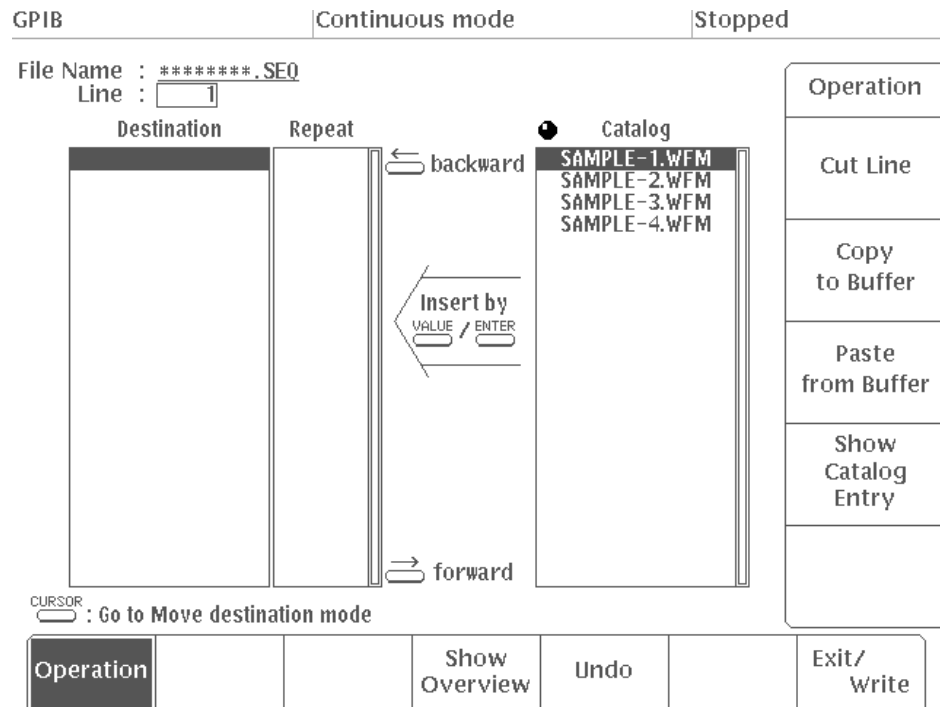 GPIB Continuous mode Stopped
File Name : ********.SEQ
Line : 1
Destination Repeat Catalog
backward
SAMPLE-1.WFM
SAMPLE-2.WFM
SAMPLE-3.WFM
SAMPLE-4.WFM
Insert by
VALUE / ENTER
forward
CURSOR : Go to Move destination mode
Operation
Cut Line
Copy
to Buffer
Paste
from Buffer
Show
Catalog
Entry
Operation
Show
Overview
Undo
Exit/
Write